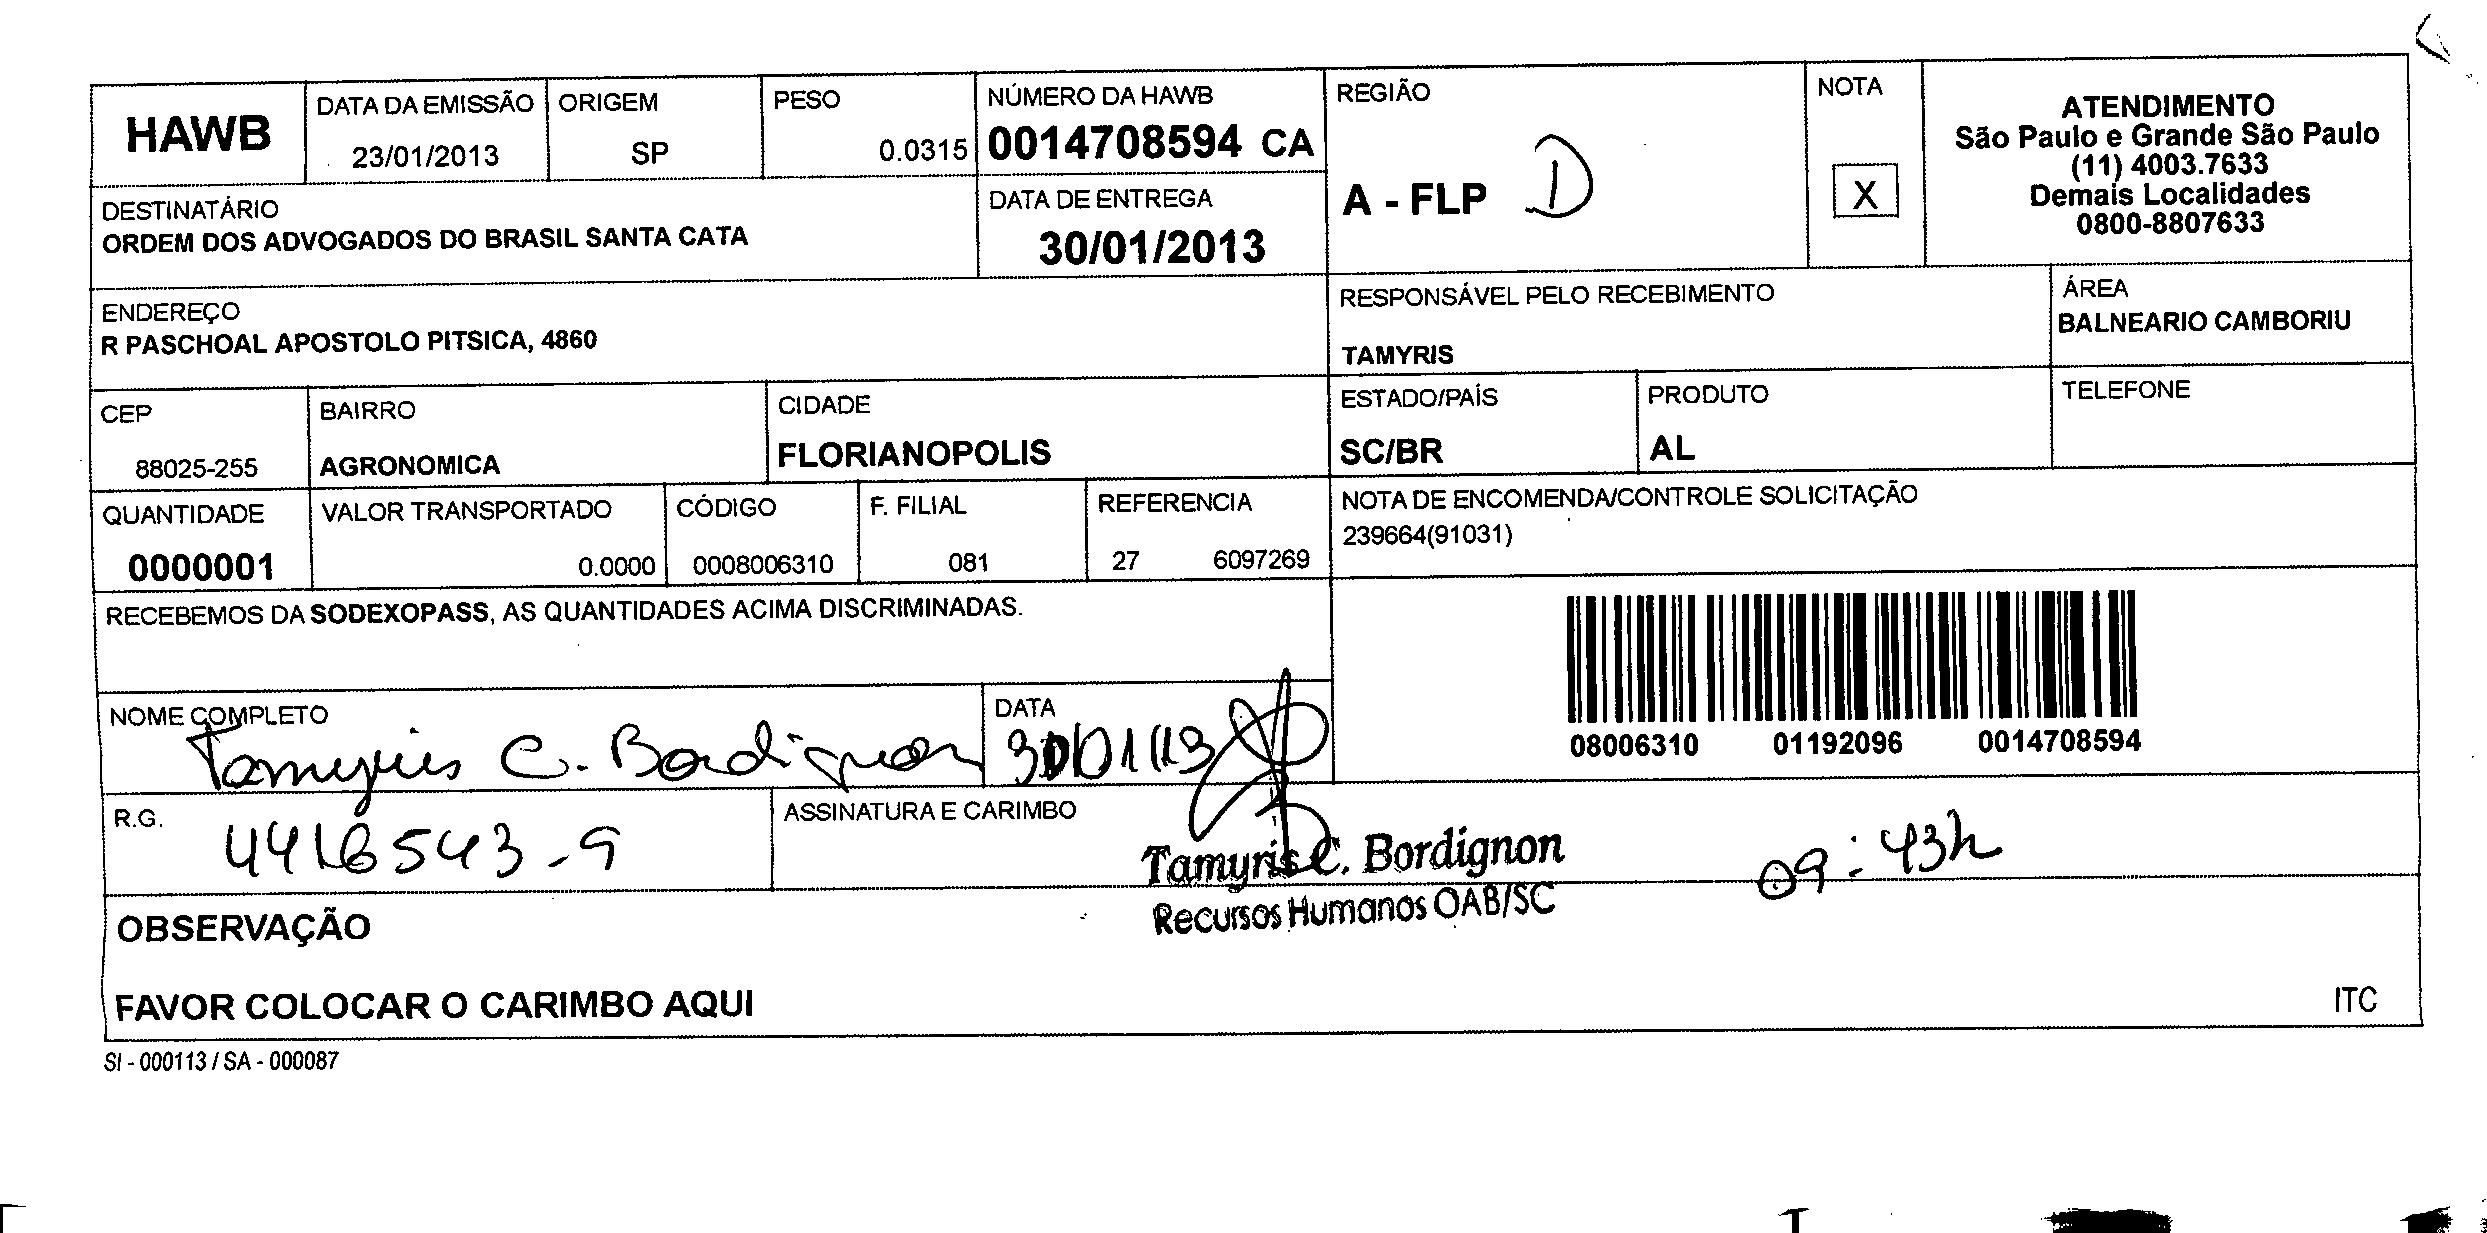 HAWB
DATA DA EMISSÃO
23/01/2013
ORIGEM
SP
PESO
0.0315
NÚMERO DA HAWB
0014708594 CA
REGIÃO
A - FLP D
NOTA
X
ATENDIMENTO
São Paulo e Grande São Paulo
(11) 4003.7633
Demais Localidades
0800-8807633
DESTINATÁRIO
ORDEM DOS ADVOGADOS DO BRASIL SANTA CATA
DATA DE ENTREGA
30/01/2013
ENDEREÇO
R PASCHOAL APOSTOLO PITSICA, 4860
RESPONSÁVEL PELO RECEBIMENTO
TAMYRIS
ÁREA
BALNEARIO CAMBORIU
CEP
88025-255
BAIRRO
AGRONOMICA
CIDADE
FLORIANOPOLIS
ESTADO/PAÍS
SC/BR
PRODUTO
AL
TELEFONE
QUANTIDADE
0000001
VALOR TRANSPORTADO
0.0000
CÓDIGO
0008006310
F. FILIAL
081
REFERENCIA
27 6097269
NOTA DE ENCOMENDA/CONTROLE SOLICITAÇÃO
239664(91031)
RECEBEMOS DA SODEXOPASS, AS QUANTIDADES ACIMA DISCRIMINADAS.
08006310 01192096 0014708594
NOME COMPLETO
Tamyris C. Bordignon
DATA
30/01/13
R.G.
4416543-9
ASSINATURA E CARIMBO
Tamyris C. Bordignon
Recursos Humanos OAB/SC
09:43h
OBSERVAÇÃO
FAVOR COLOCAR O CARIMBO AQUI
ITC
SI - 000113 / SA - 000087